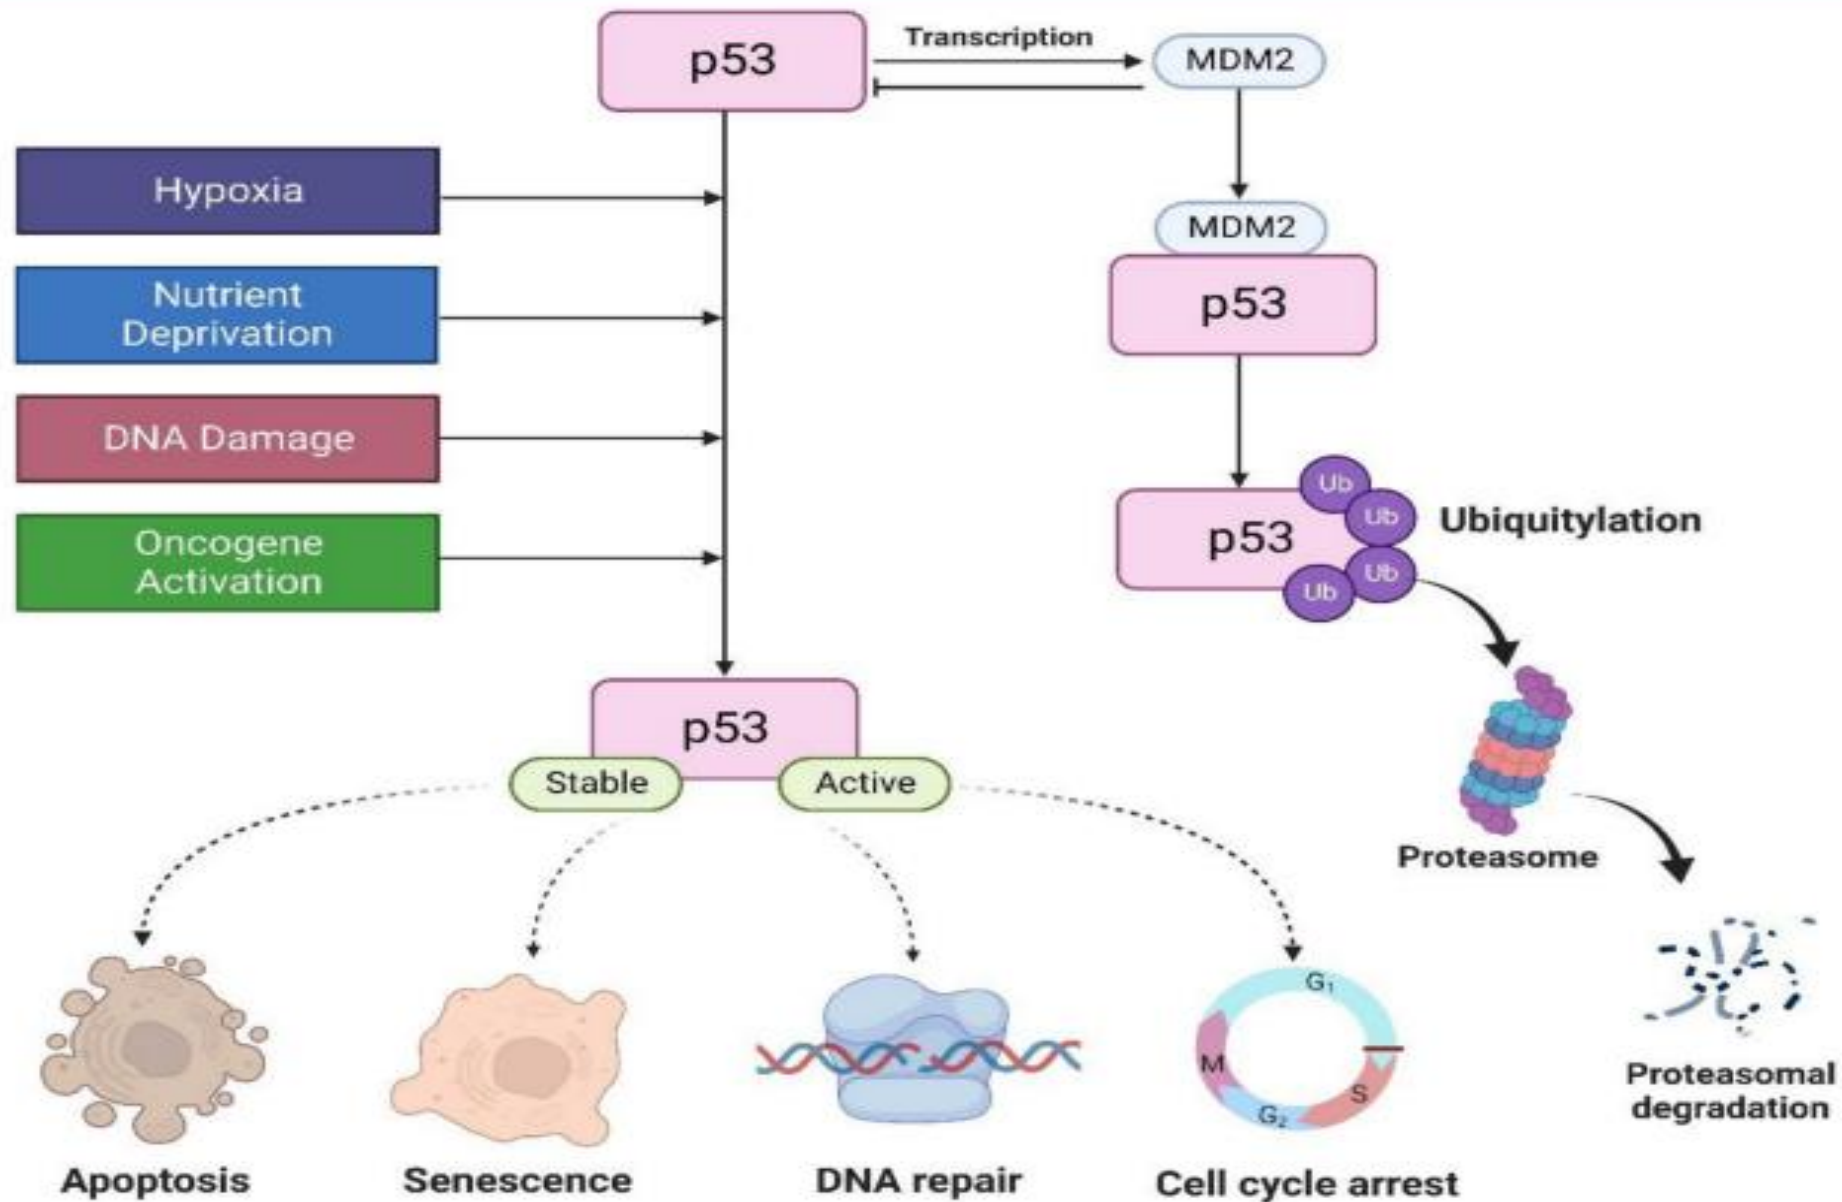 p53
Transcription
MDM2
Hypoxia
Nutrient
Deprivation
DNA Damage
Oncogene
Activation
MDM2
p53
p53
Ub
Ub
Ub
Ub
Ubiquitylation
p53
Stable
Active
Proteasome
Proteasomal
degradation
G₁
M
S
G₂
Apoptosis
Senescence
DNA repair
Cell cycle arrest